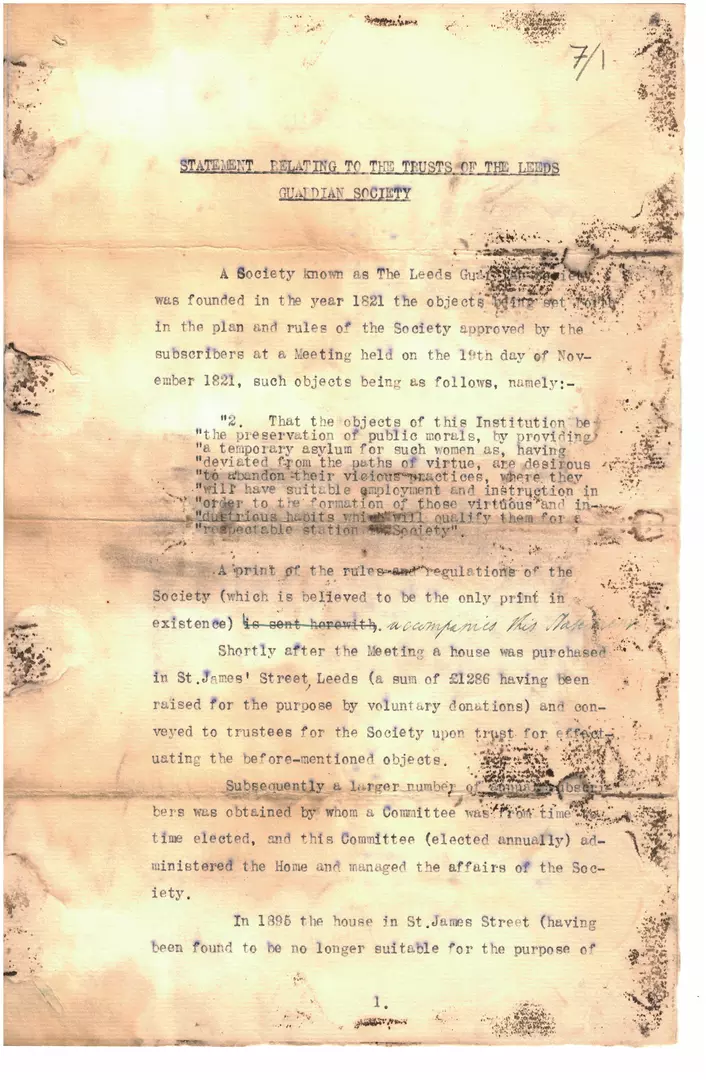 7/1
STATEMENT RELATING TO THE TRUSTS OF THE LEEDS
GUARDIAN SOCIETY
A Society known as The Leeds Guardian Society
was founded in the year 1821 the objects being set forth
in the plan and rules of the Society approved by the
subscribers at a Meeting held on the 19th day of Nov-
ember 1821, such objects being as follows, namely:-
"2. That the objects of this Institution be
"the preservation of public morals, by providing
"a temporary asylum for such women as, having
"deviated from the paths of virtue, are desirous
"to abandon their vicious practices, where they
"will have suitable employment and instruction in
"order to the formation of those virtuous and in-
"dustrious habits which will qualify them for a
"respectable station in Society".
A print of the rules and regulations of the
Society (which is believed to be the only print in
existence) is sent herewith. accompanies this Statement
Shortly after the Meeting a house was purchased
in St.James' Street, Leeds (a sum of £1286 having been
raised for the purpose by voluntary donations) and con-
veyed to trustees for the Society upon trust for effect-
uating the before-mentioned objects.
Subsequently a larger number of annual subscri-
bers was obtained by whom a Committee was from time to
time elected, and this Committee (elected annually) ad-
ministered the Home and managed the affairs of the Soc-
iety.
In 1895 the house in St.James Street (having
been found to be no longer suitable for the purpose of
1.